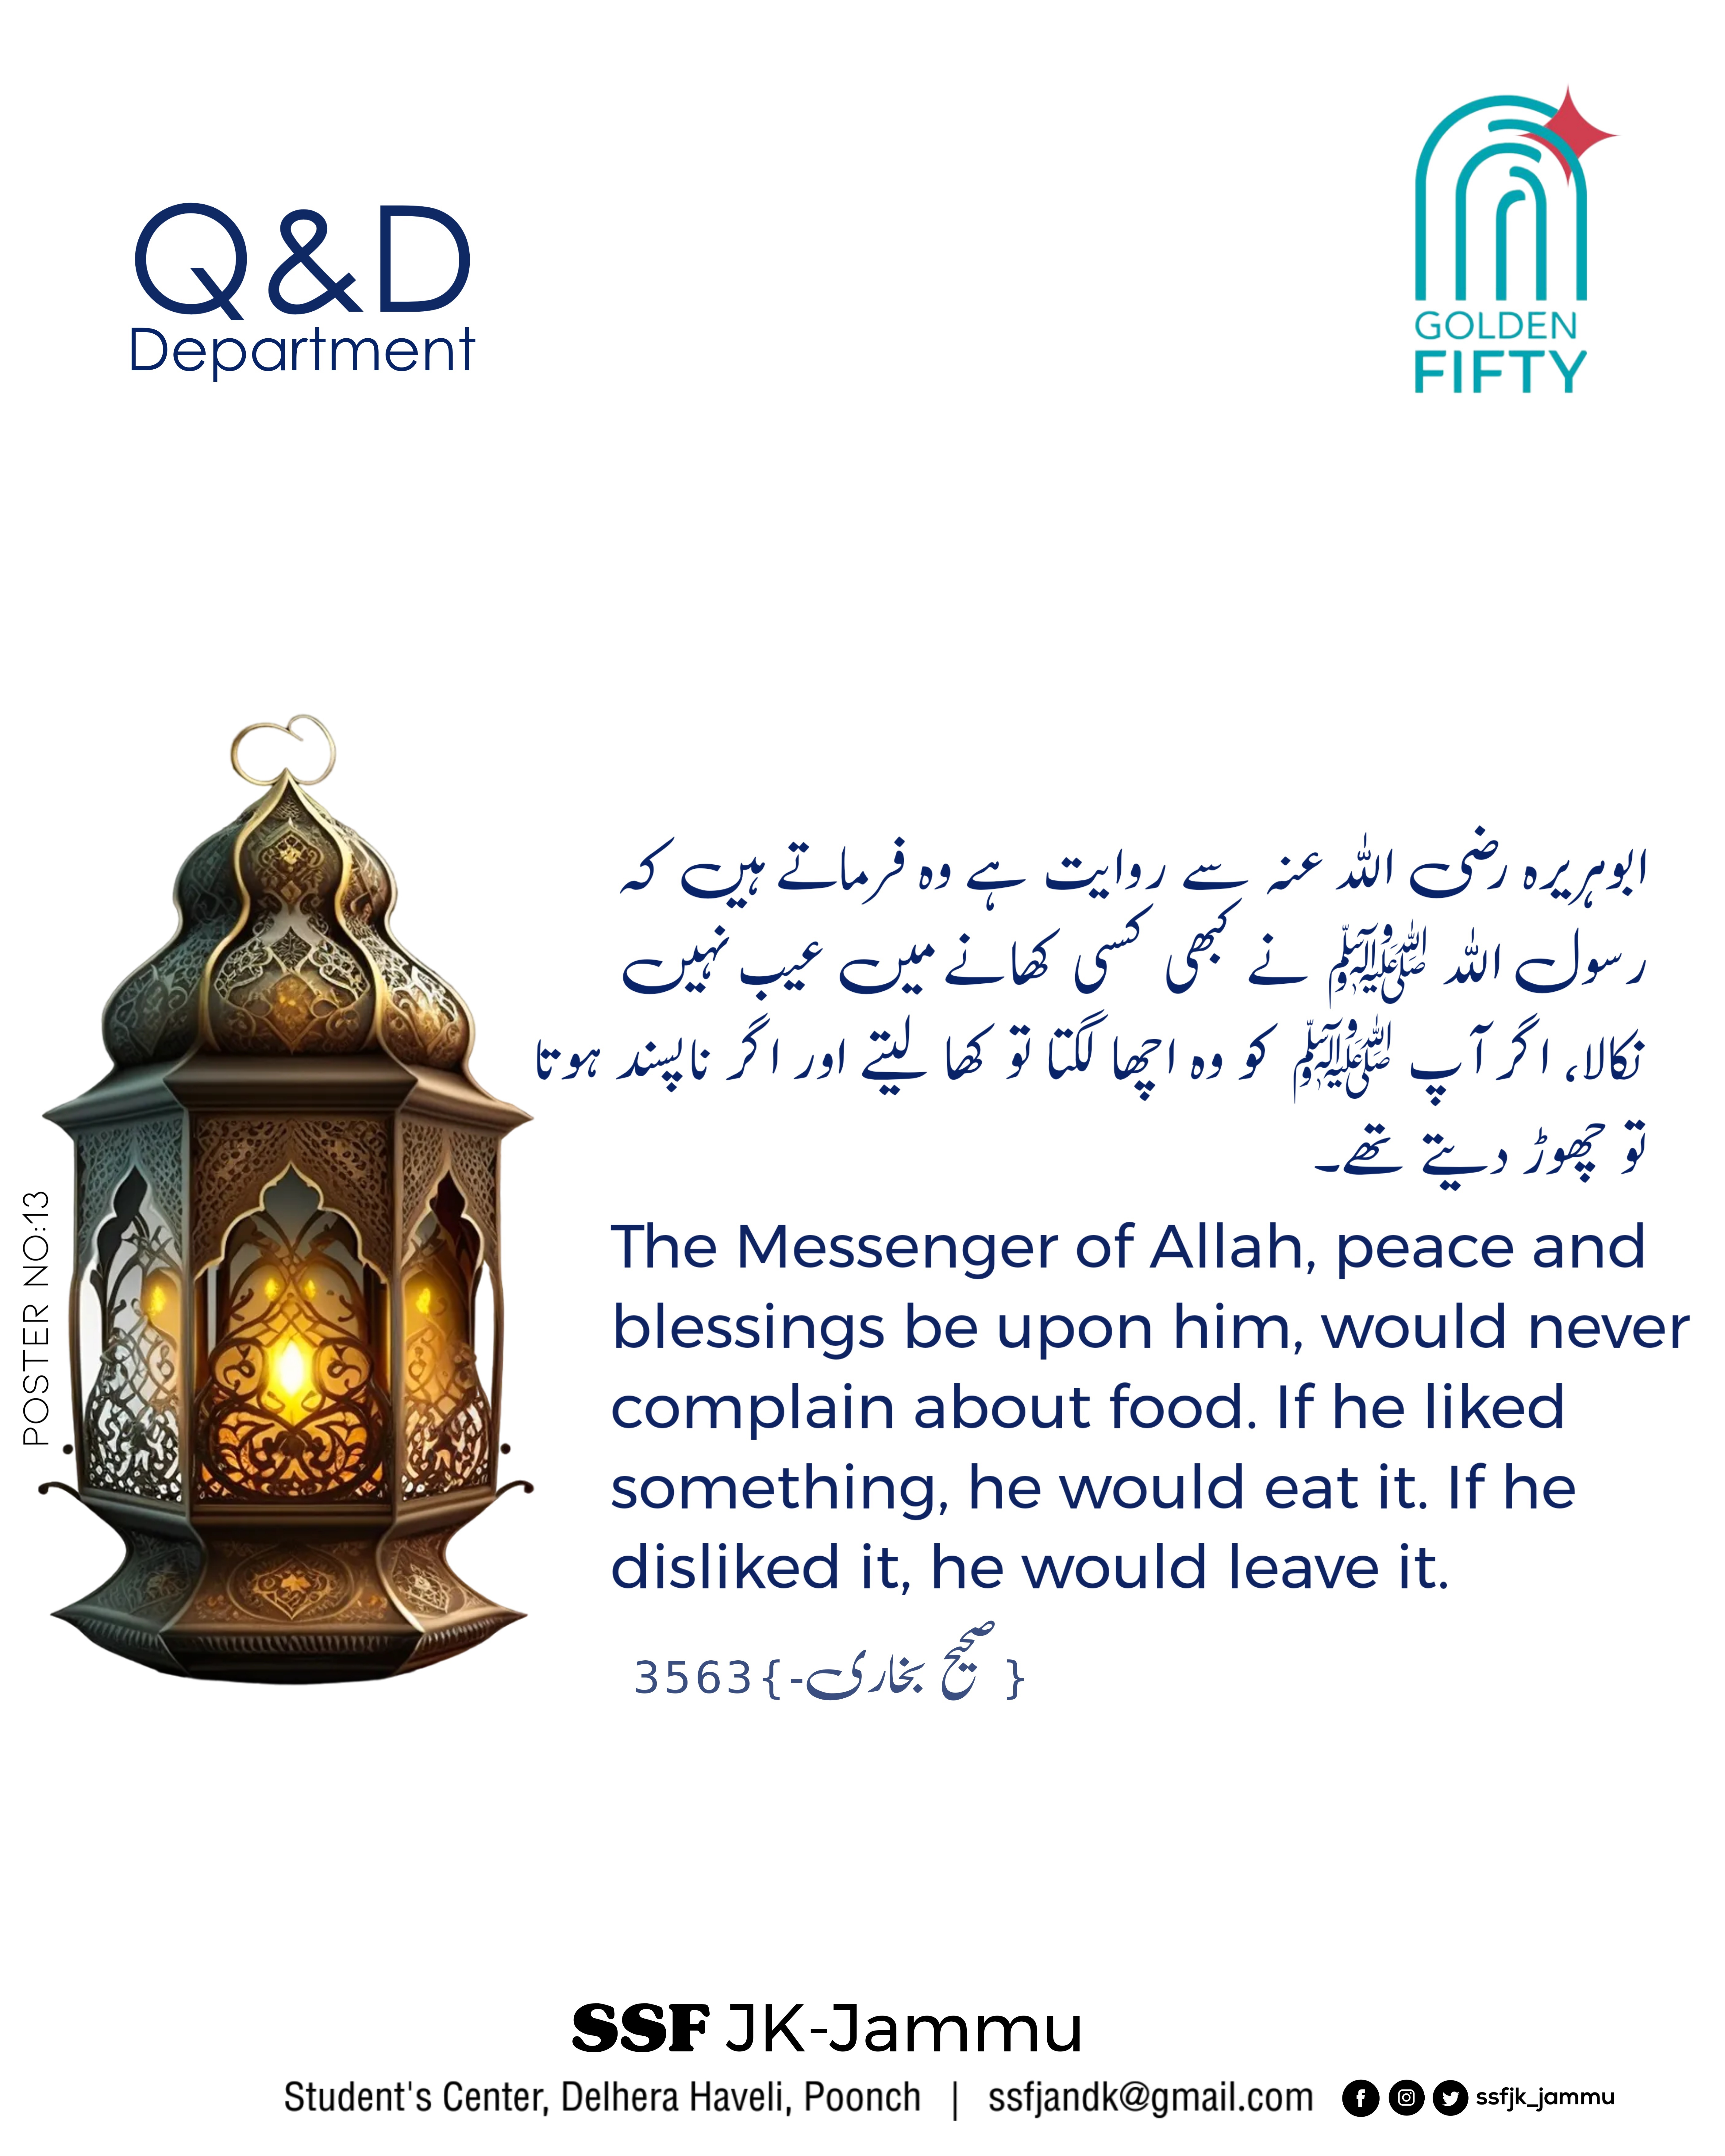 Q&D
Department
GOLDEN
FIFTY
ابوہریرہ رضی اللہ عنہ سے روایت ہے وہ فرماتے ہیں کہ
رسول اللہ ﷺ نے کبھی کسی کھانے میں عیب نہیں
نکالا، اگر آپ ﷺ کو وہ اچھا لگتا تو کھا لیتے اور اگر ناپسند ہوتا
تو چھوڑ دیتے تھے۔
The Messenger of Allah, peace and
blessings be upon him, would never
complain about food. If he liked
something, he would eat it. If he
disliked it, he would leave it.
{ صحیح بخاری-}3563
POSTER NO:13
SSF JK-Jammu
Student's Center, Delhera Haveli, Poonch | ssfjandk@gmail.com ssfjk_jammu